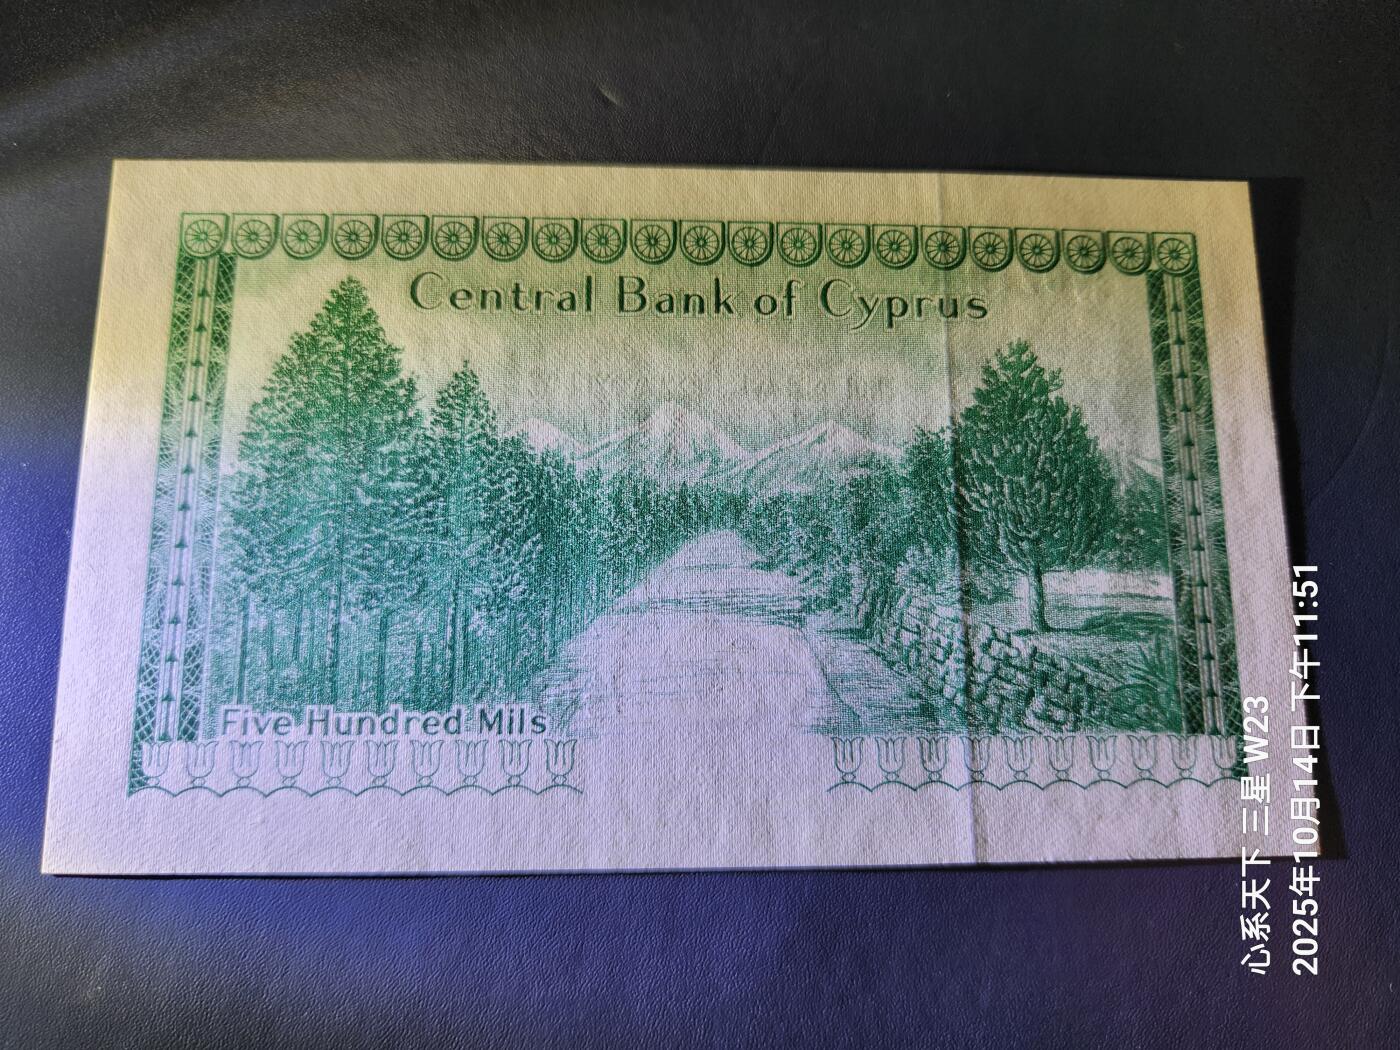 Central Bank of Cyprus
Five Hundred Mils
心系天下 三星 W23
2025年10月14日 下午11:51